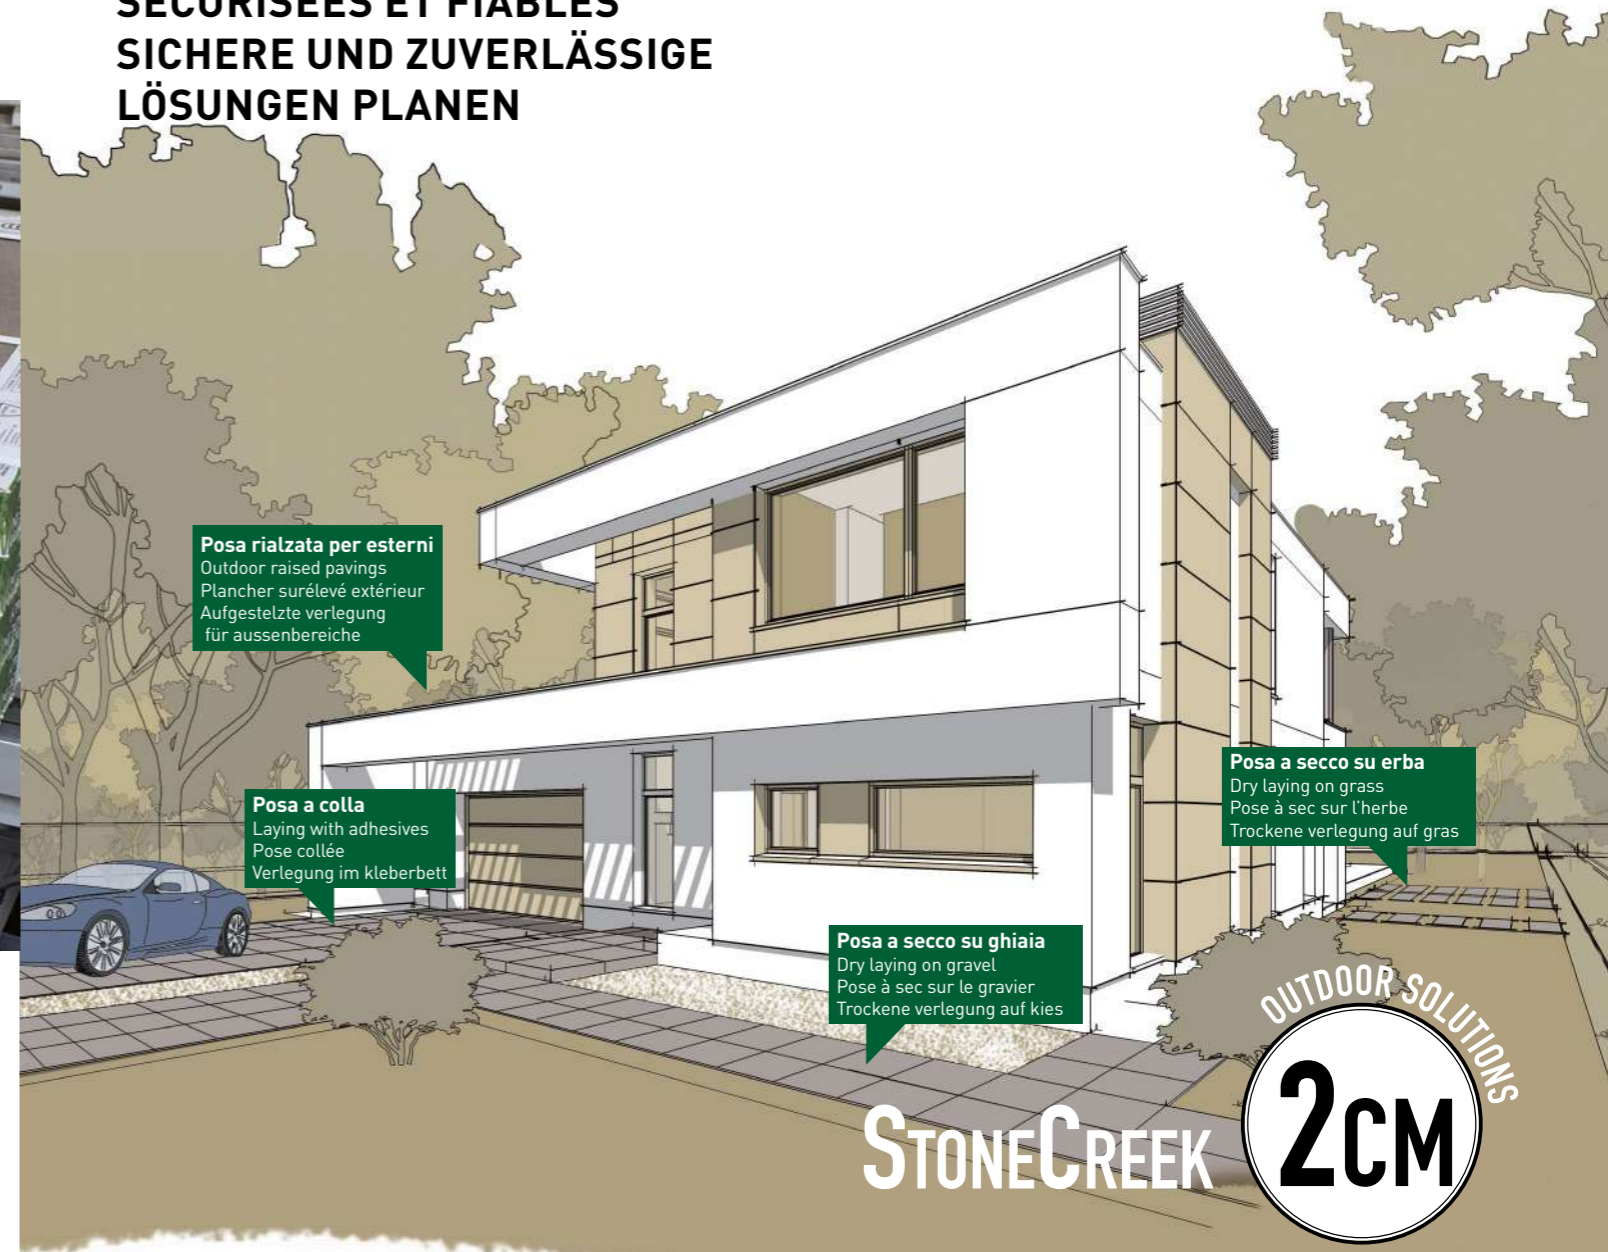 SÉCURISÉES ET FIABLES
SICHERE UND ZUVERLÄSSIGE
LÖSUNGEN PLANEN
Posa rialzata per esterni
Outdoor raised pavings
Plancher surélevé extérieur
Aufgestelzte verlegung
für aussenbereiche
Posa a colla
Laying with adhesives
Pose collée
Verlegung im kleberbett
Posa a secco su erba
Dry laying on grass
Pose à sec sur l'herbe
Trockene verlegung auf gras
Posa a secco su ghiaia
Dry laying on gravel
Pose à sec sur le gravier
Trockene verlegung auf kies
OUTDOOR SOLUTIONS
2CM
STONECREEK